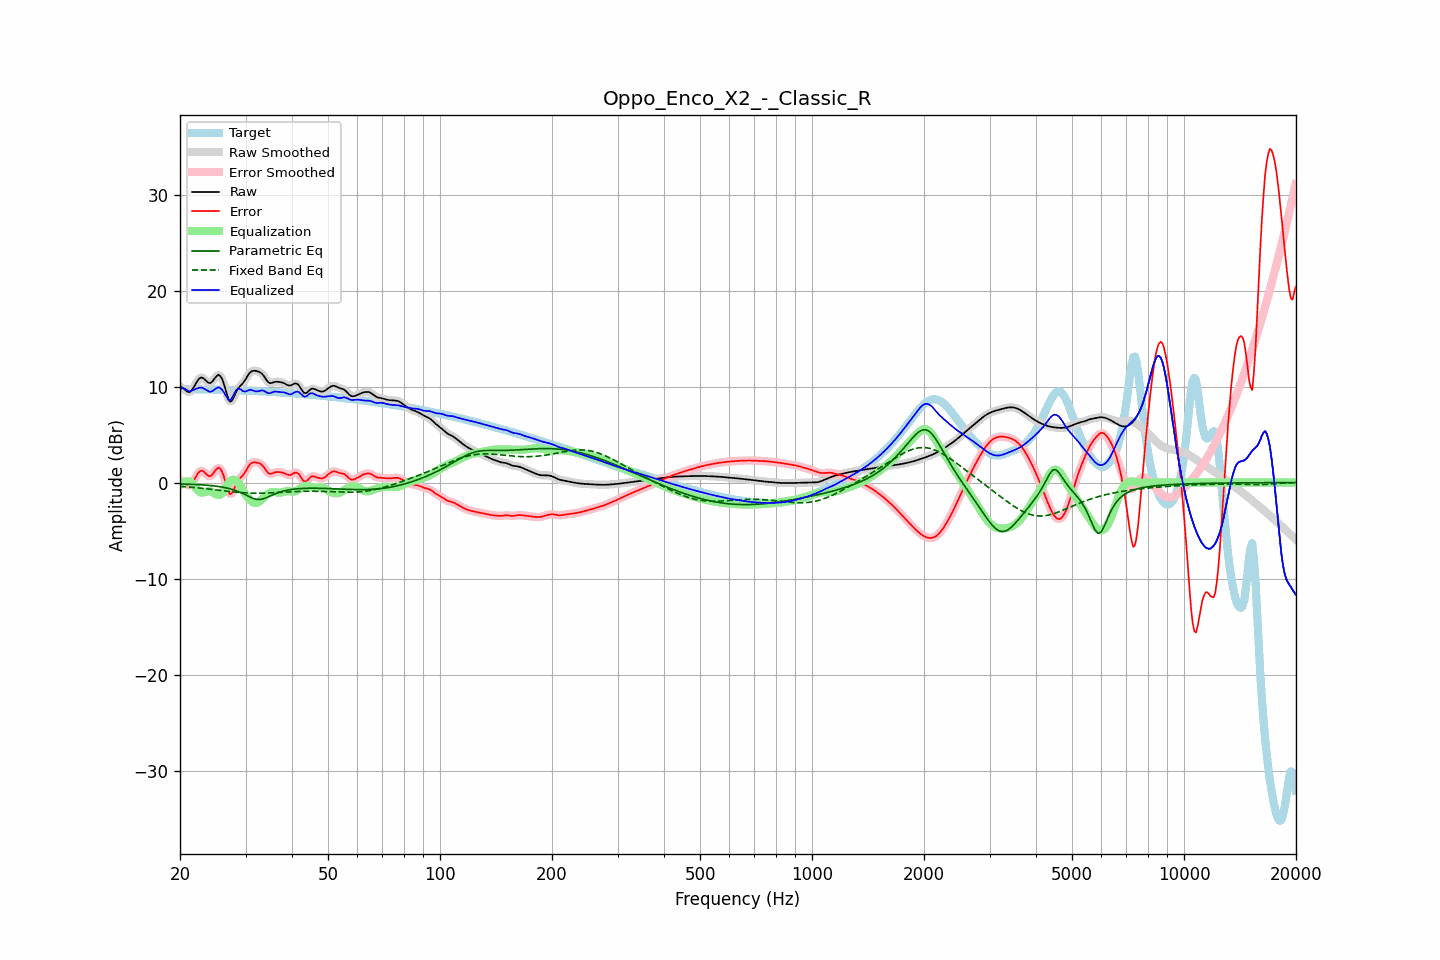 Oppo_Enco_X2_-_Classic_R
Target
Raw Smoothed
Error Smoothed
Raw
Error
Equalization
Parametric Eq
Fixed Band Eq
Equalized
Amplitude (dBr)
30
20
10
0
−10
−20
−30
20 50 100 200 500 1000 2000 5000 10000 20000
Frequency (Hz)